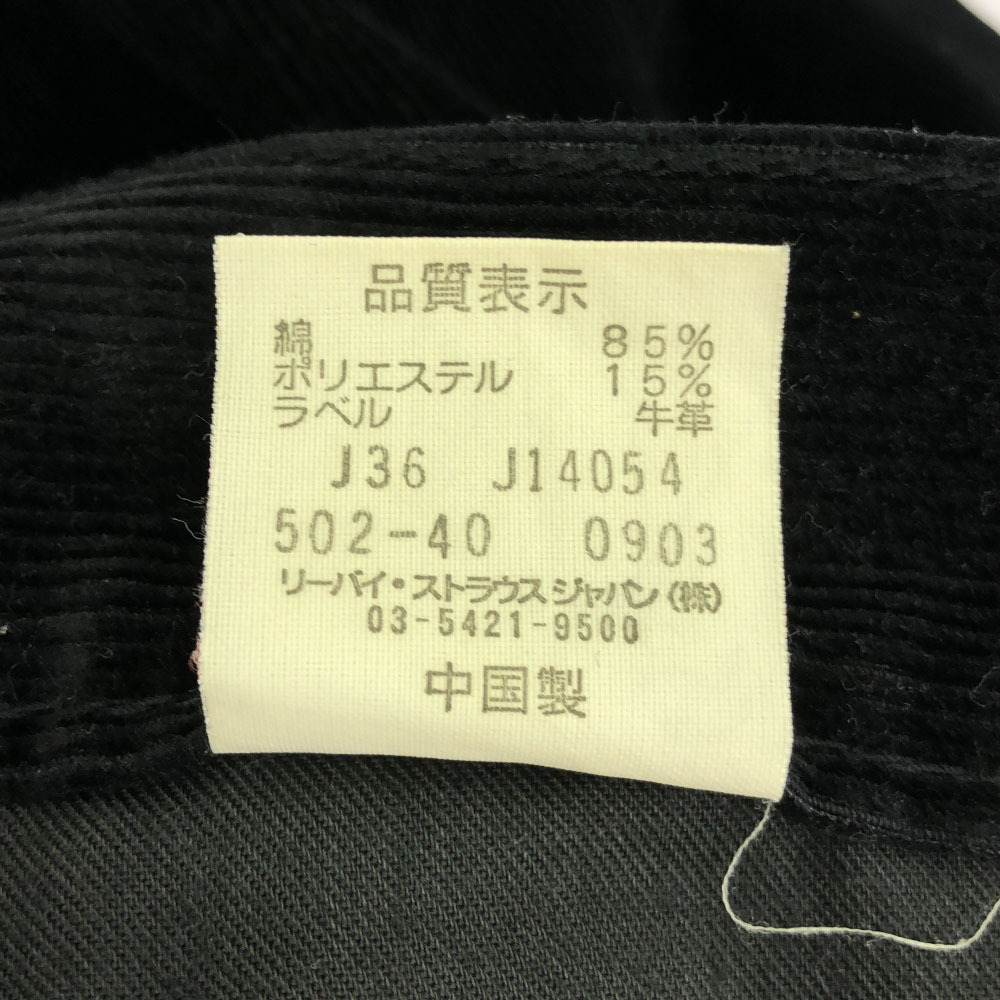 品質表示
綿 85%
ポリエステル 15%
ラベル 牛革
J36 J14054
502-40 0903
リーバイ・ストラウスジャパン(株)
03-5421-9500
中国製